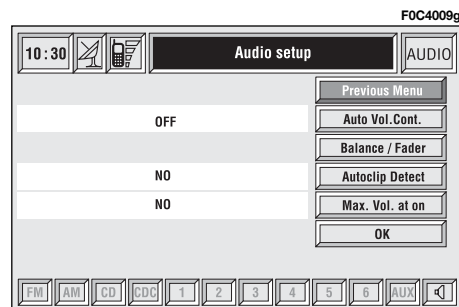 F0C4009g
10:30 Audio setup AUDIO
Previous Menu
OFF Auto Vol.Cont.
Balance / Fader
NO Autoclip Detect
NO Max. Vol. at on
OK
FM AM CD CDC 1 2 3 4 5 6 AUX